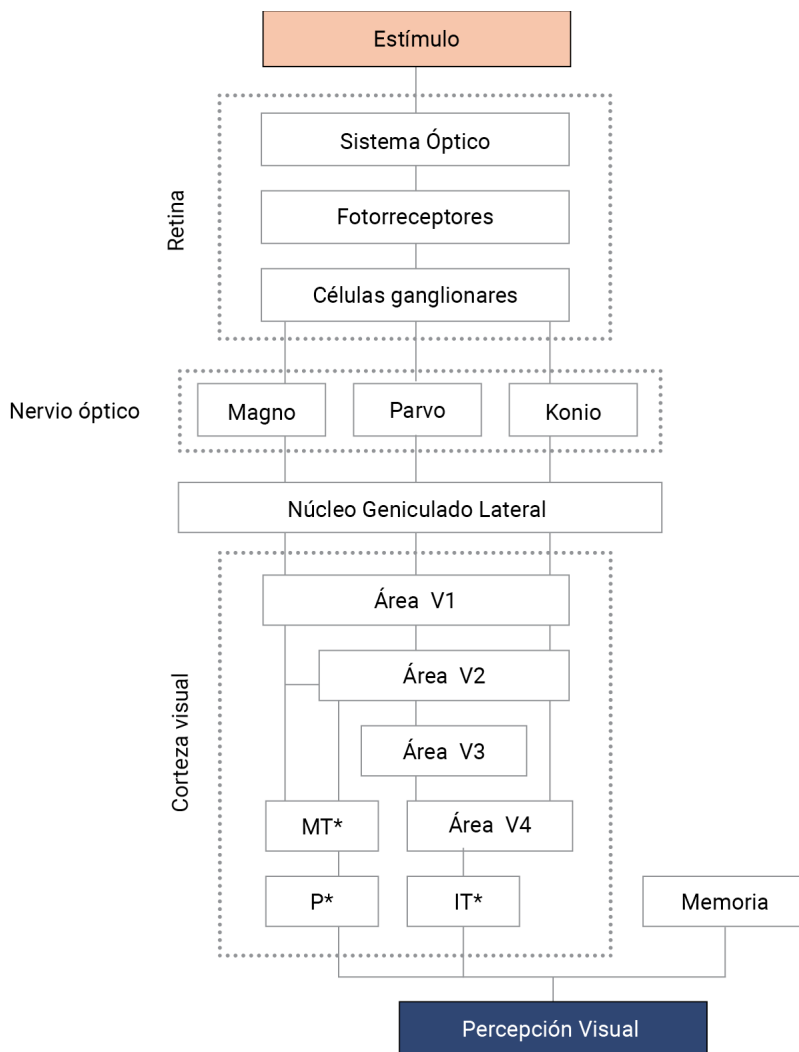 Estímulo
Sistema Óptico
Retina
Fotorreceptores
Células ganglionares
Nervio óptico
Magno
Parvo
Konio
Núcleo Geniculado Lateral
Área V1
Área V2
Corteza visual
Área V3
MT*
Área V4
P*
IT*
Memoria
Percepción Visual